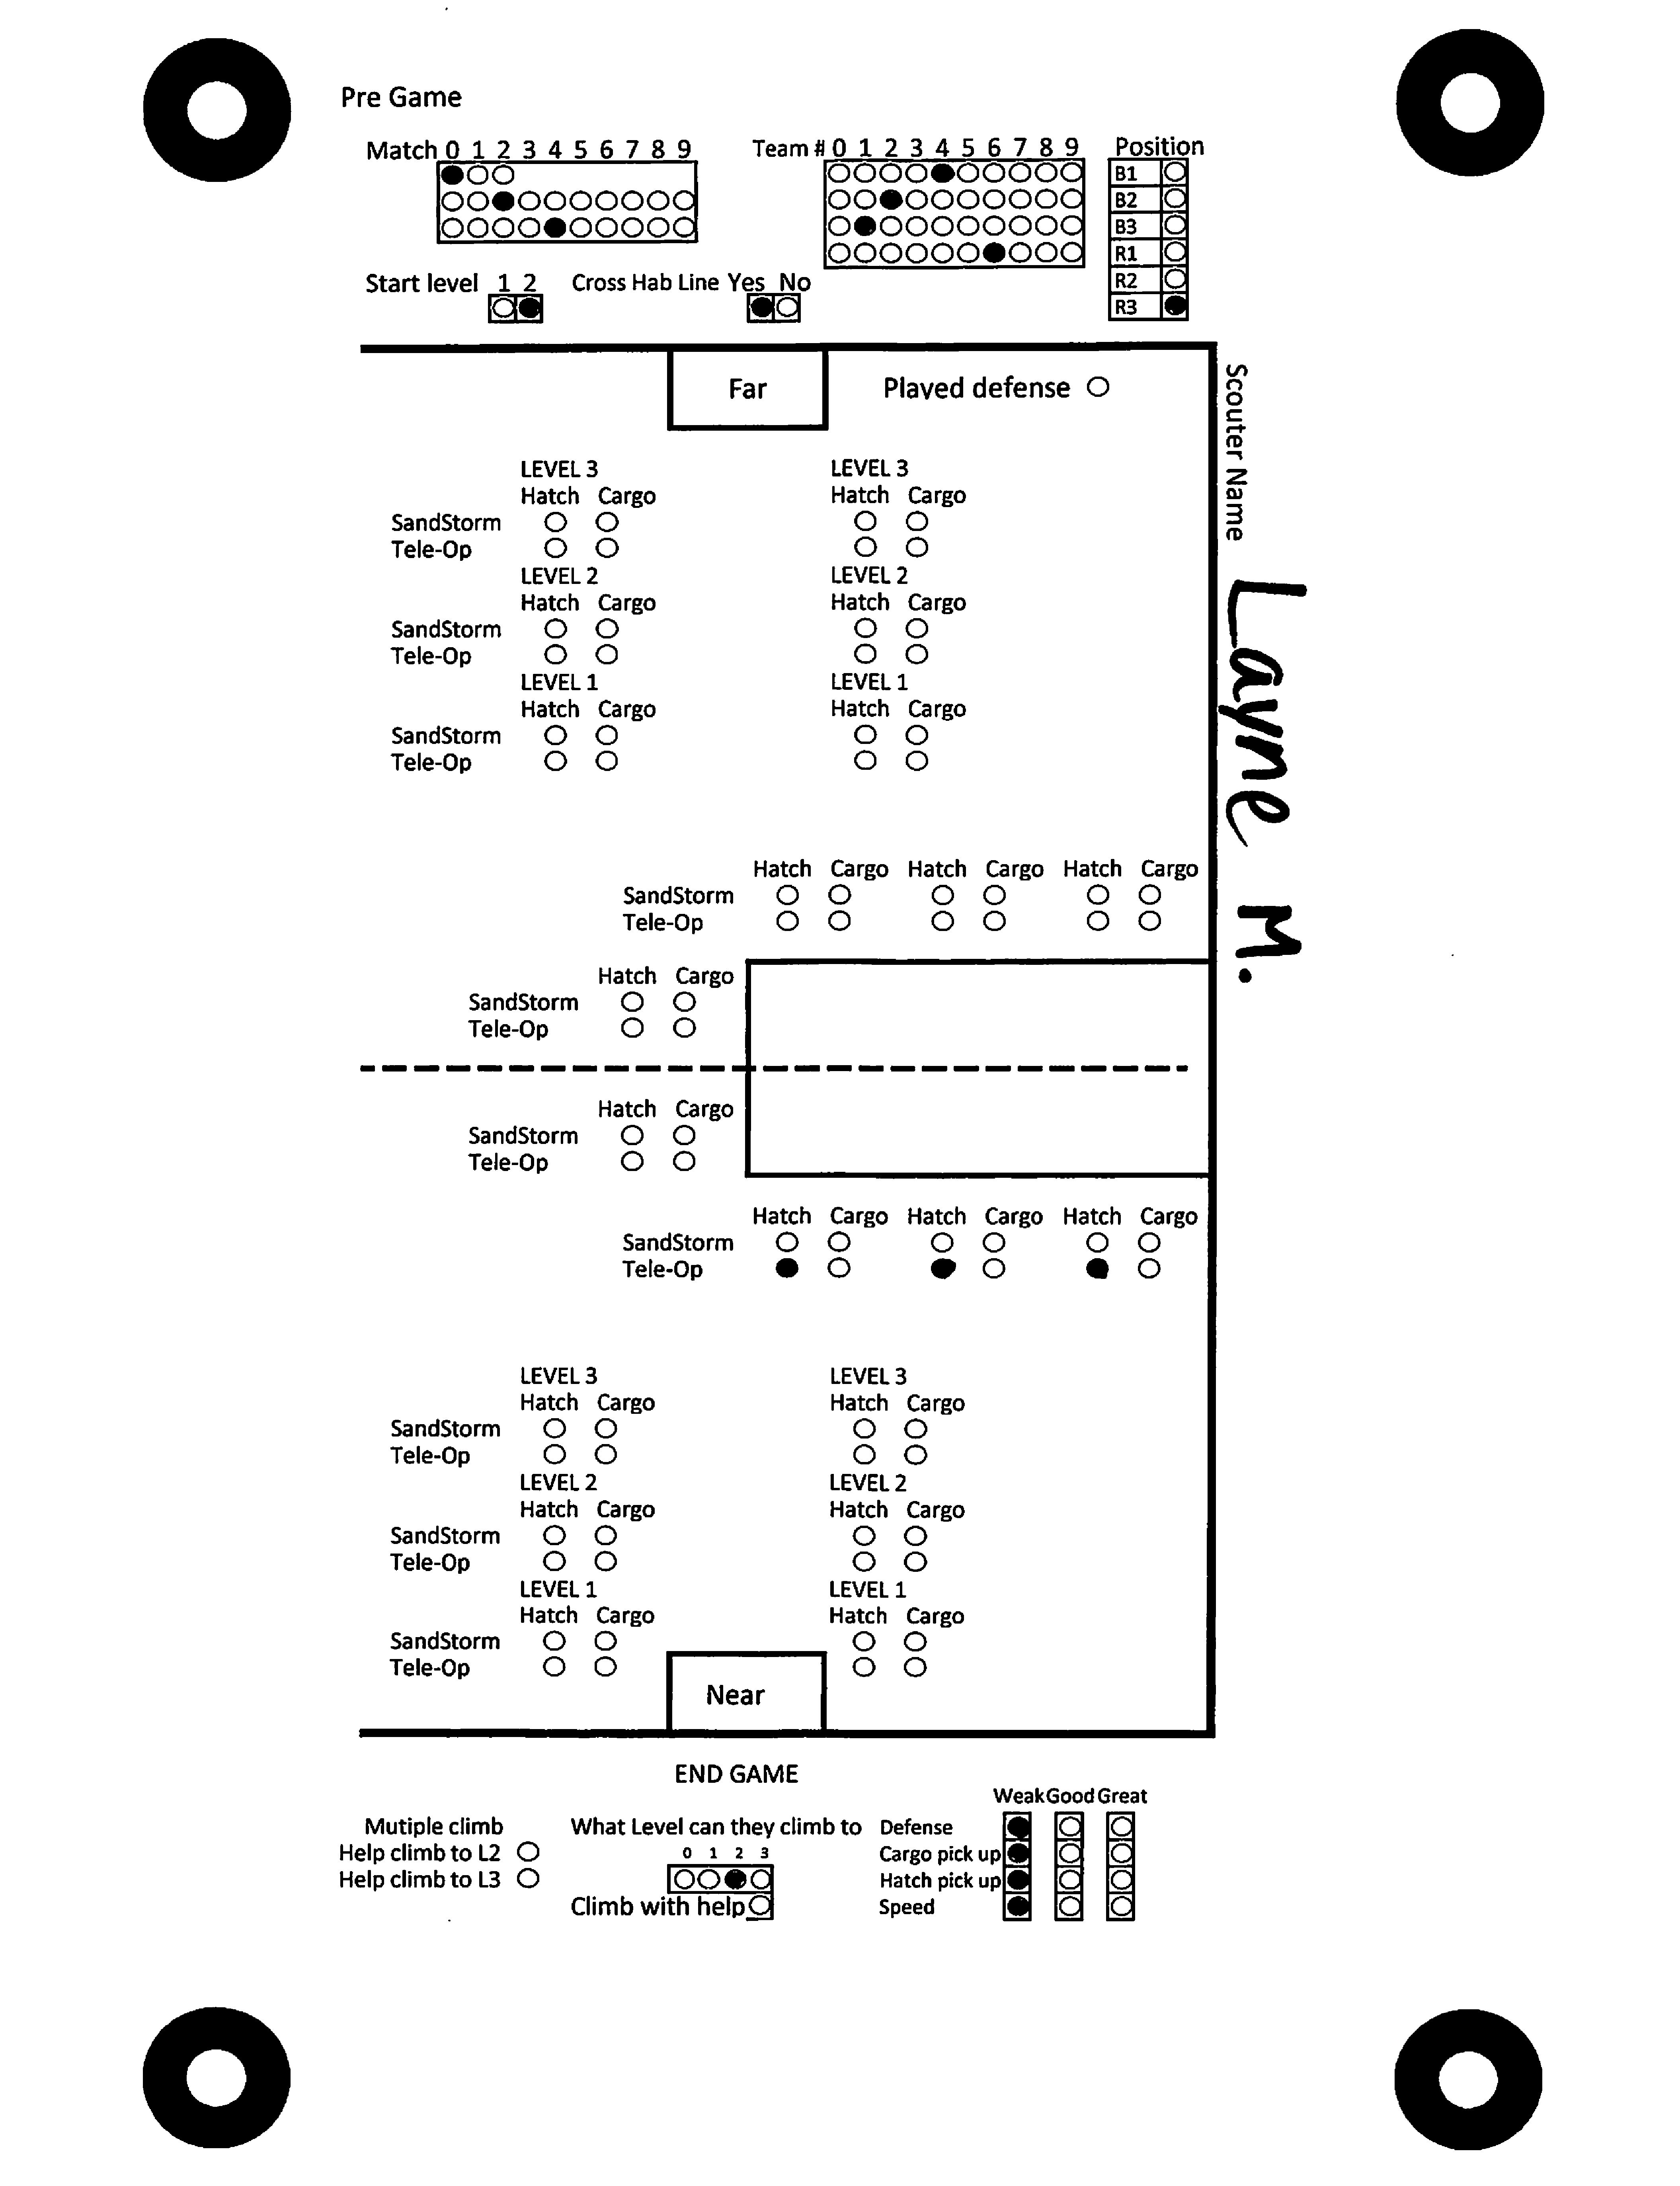 Pre Game
Match 0 1 2 3 4 5 6 7 8 9
Team # 0 1 2 3 4 5 6 7 8 9
Position
B1
B2
B3
R1
R2
R3
Start level 1 2
Cross Hab Line Yes No
Far
Played defense
Scouter Name
Layne M.
LEVEL 3 LEVEL 3
Hatch Cargo Hatch Cargo
SandStorm
Tele-Op
LEVEL 2 LEVEL 2
Hatch Cargo Hatch Cargo
SandStorm
Tele-Op
LEVEL 1 LEVEL 1
Hatch Cargo Hatch Cargo
SandStorm
Tele-Op
Hatch Cargo Hatch Cargo Hatch Cargo
SandStorm
Tele-Op
Hatch Cargo
SandStorm
Tele-Op
Hatch Cargo
SandStorm
Tele-Op
Hatch Cargo Hatch Cargo Hatch Cargo
SandStorm
Tele-Op
LEVEL 3 LEVEL 3
Hatch Cargo Hatch Cargo
SandStorm
Tele-Op
LEVEL 2 LEVEL 2
Hatch Cargo Hatch Cargo
SandStorm
Tele-Op
LEVEL 1 LEVEL 1
Hatch Cargo Hatch Cargo
SandStorm
Tele-Op
Near
END GAME
Mutiple climb
Help climb to L2
Help climb to L3
What Level can they climb to
0 1 2 3
Climb with help
Weak Good Great
Defense
Cargo pick up
Hatch pick up
Speed